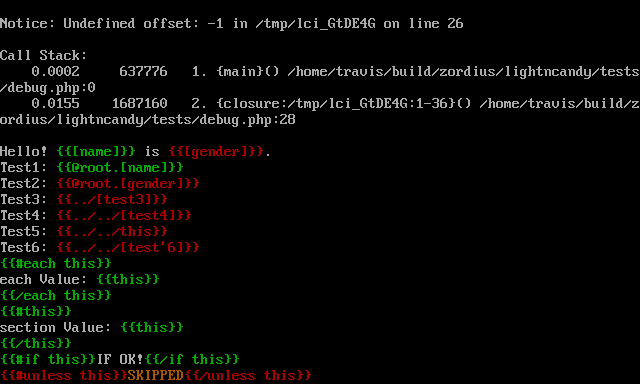 Notice: Undefined offset: -1 in /tmp/lci_GtDE4G on line 26
Call Stack:
    0.0002     637776   1. {main}() /home/travis/build/zordius/lightncandy/tests
/debug.php:0
    0.0155    1687160   2. {closure:/tmp/lci_GtDE4G:1-36}() /home/travis/build/z
ordius/lightncandy/tests/debug.php:28
Hello! {{[name]}} is {{[gender]}}.
Test1: {{@root.[name]}}
Test2: {{@root.[gender]}}
Test3: {{../[test3]}}
Test4: {{../../[test4]}}
Test5: {{../../this}}
Test6: {{../../[test'6]}}
{{#each this}}
each Value: {{this}}
{{/each this}}
{{#this}}
section Value: {{this}}
{{/this}}
{{#if this}}IF OK!{{/if this}}
{{#unless this}}SKIPPED{{/unless this}}